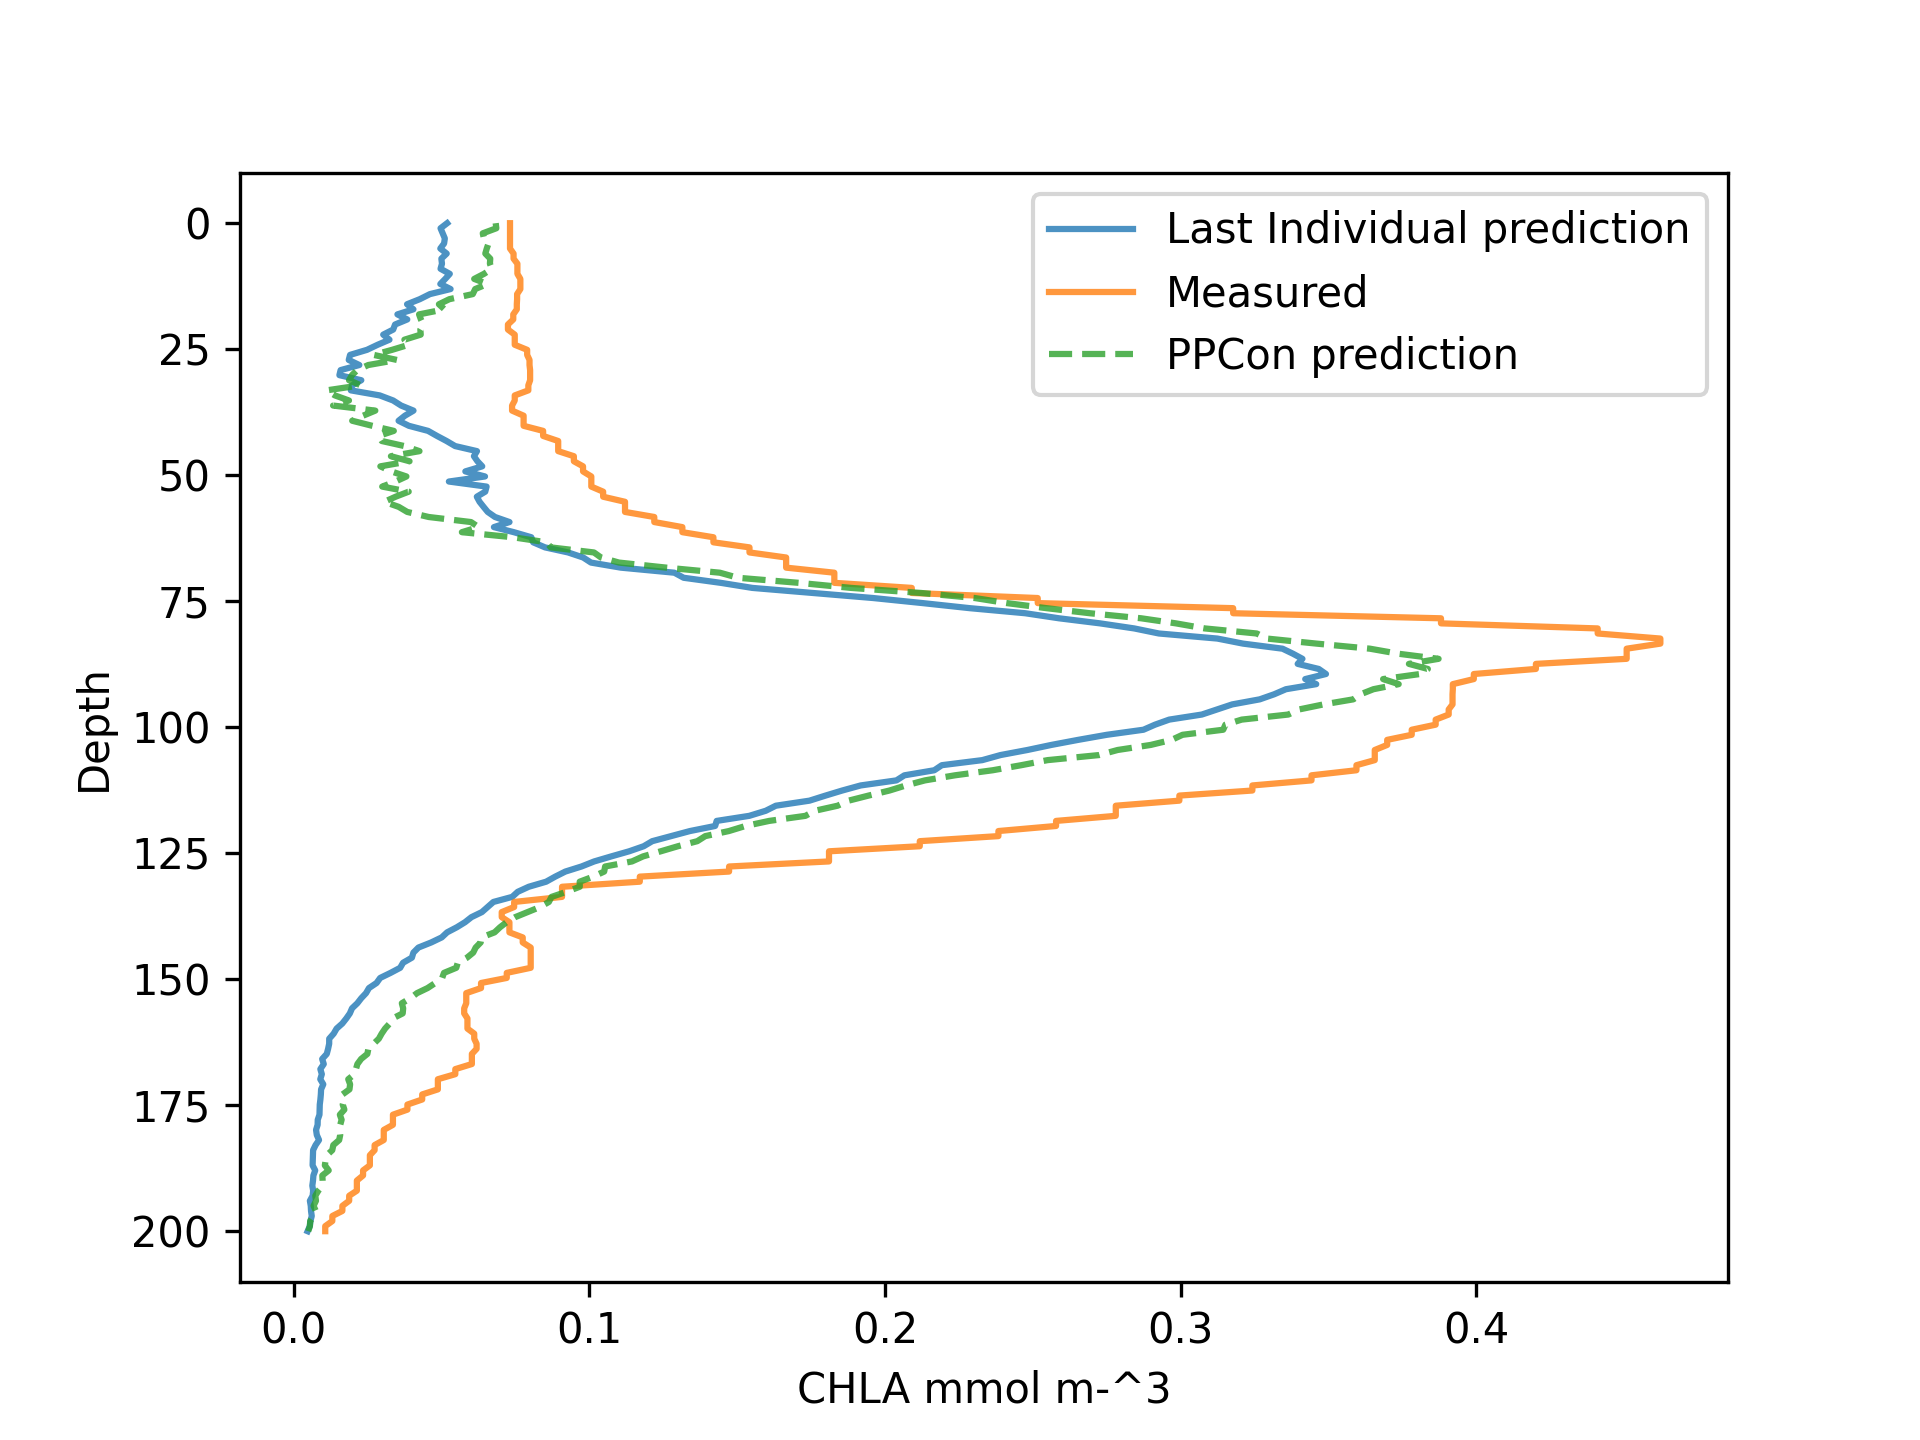 Last Individual prediction
Measured
PPCon prediction
0
25
50
75
100
125
150
175
200
Depth
0.0 0.1 0.2 0.3 0.4
CHLA mmol m-^3